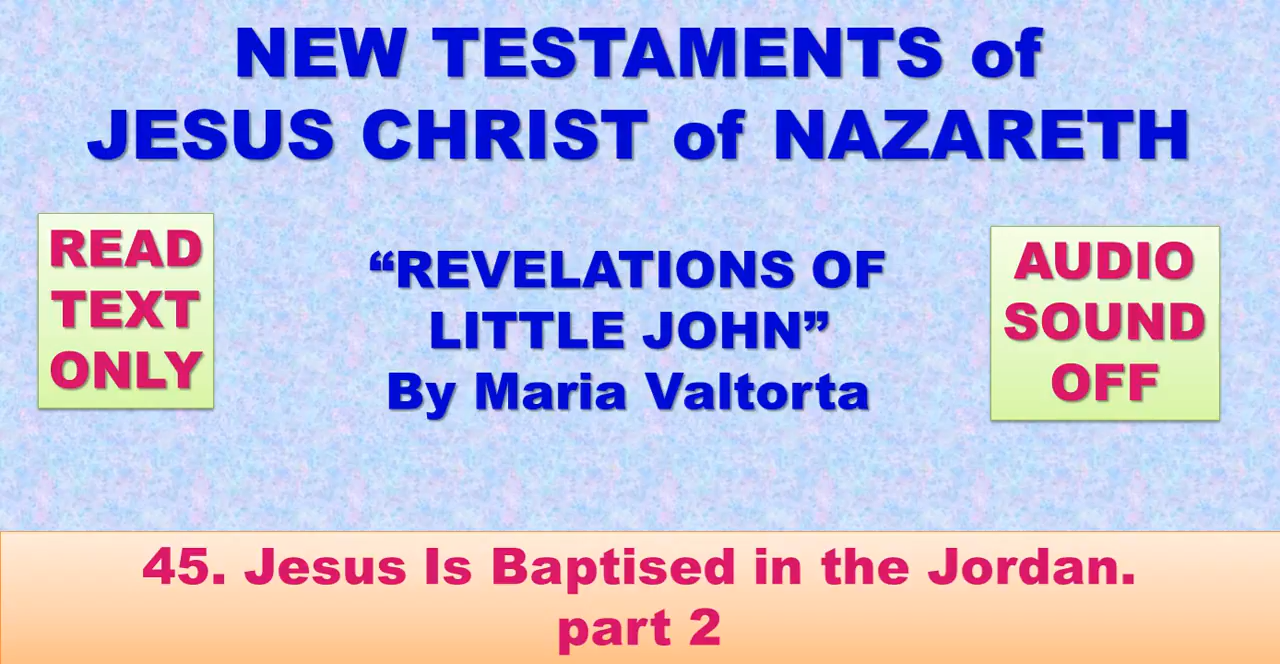 NEW TESTAMENTS of
JESUS CHRIST of NAZARETH
READ
TEXT
ONLY
“REVELATIONS OF
LITTLE JOHN”
By Maria Valtorta
AUDIO
SOUND
OFF
45. Jesus Is Baptised in the Jordan.
part 2